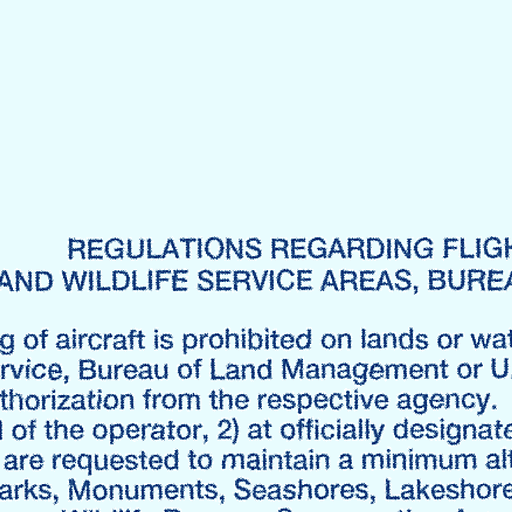 REGULATIONS REGARDING FLIGH
AND WILDLIFE SERVICE AREAS, BUREA
g of aircraft is prohibited on lands or wat
rvice, Bureau of Land Management or U.
thorization from the respective agency.
of the operator, 2) at officially designate
are requested to maintain a minimum alt
arks, Monuments, Seashores, Lakeshore